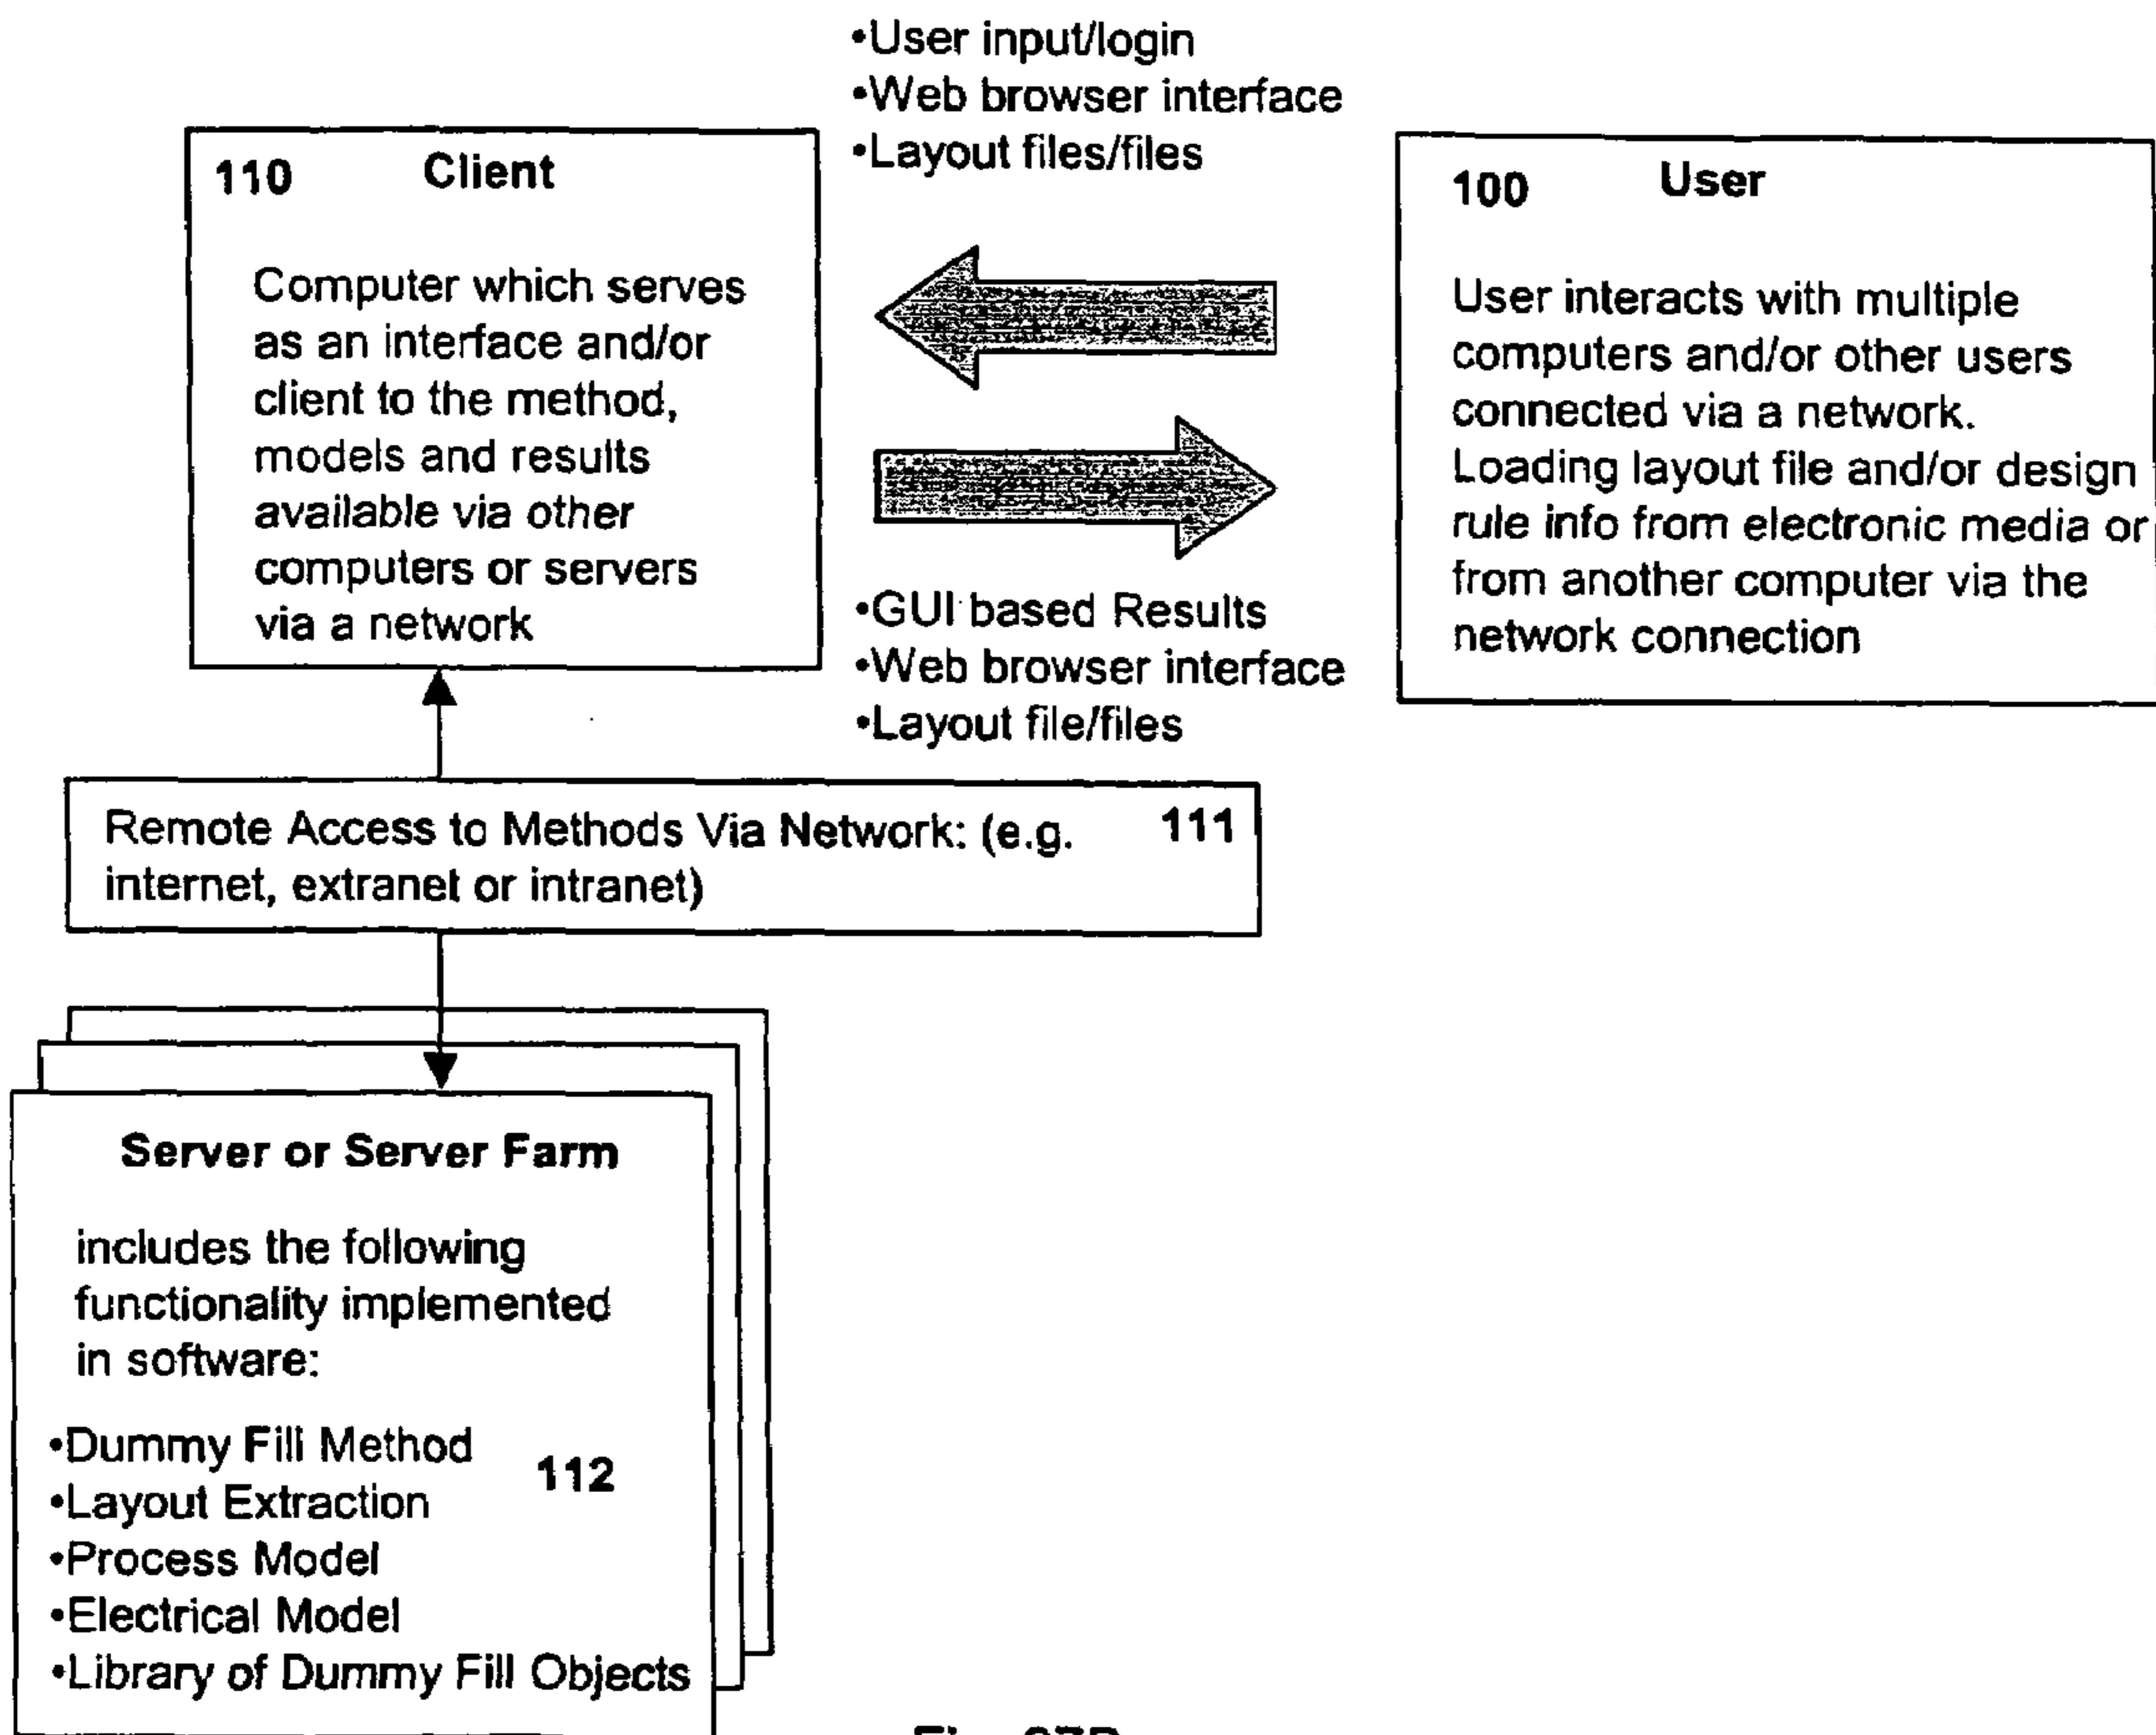 •User input/login
•Web browser interface
•Layout files/files
110 Client
Computer which serves
as an interface and/or
client to the method,
models and results
available via other
computers or servers
via a network
100 User
User interacts with multiple
computers and/or other users
connected via a network.
Loading layout file and/or design
rule info from electronic media or
from another computer via the
network connection
•GUI based Results
•Web browser interface
•Layout file/files
Remote Access to Methods Via Network: (e.g. 111
internet, extranet or intranet)
Server or Server Farm
includes the following
functionality implemented
in software:
•Dummy Fill Method
112
•Layout Extraction
•Process Model
•Electrical Model
•Library of Dummy Fill Objects